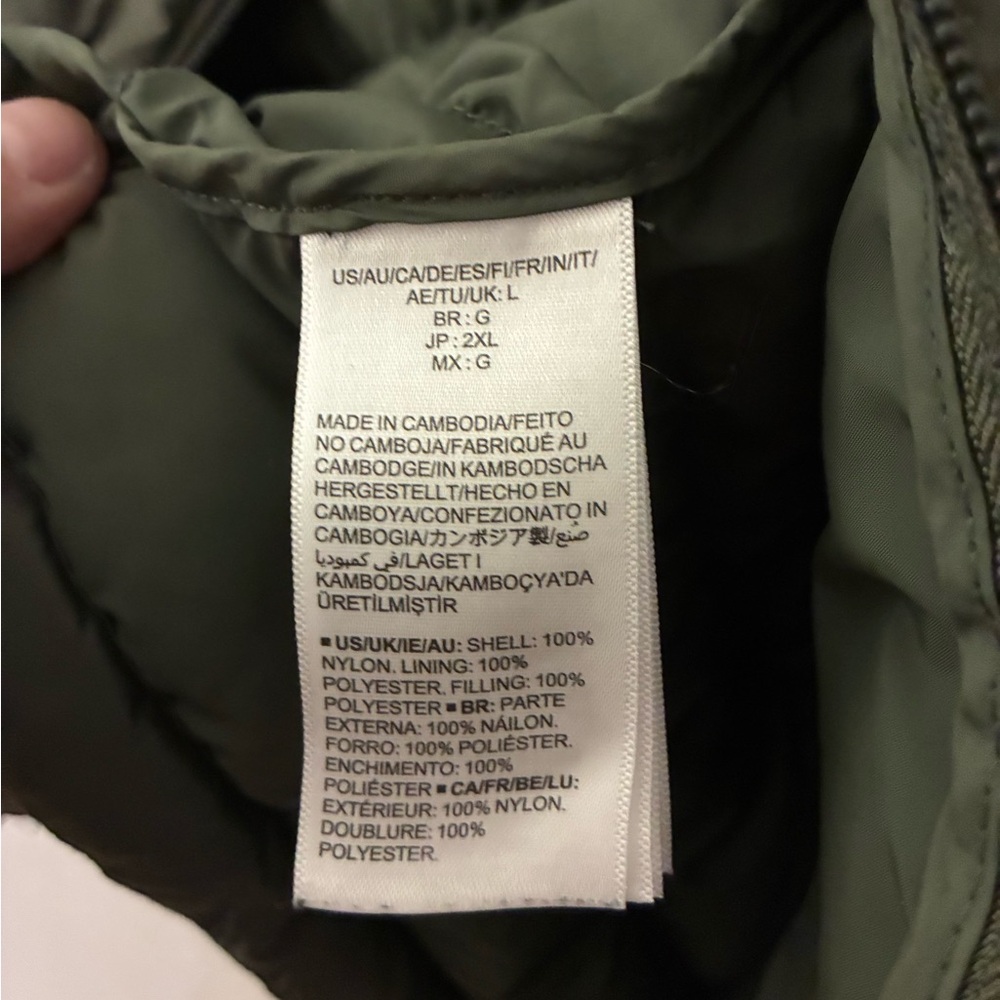 US/AU/CA/DE/ES/FI/FR/IN/IT/
AE/TU/UK: L
BR : G
JP : 2XL
MX : G
MADE IN CAMBODIA/FEITO
NO CAMBOJA/FABRIQUÉ AU
CAMBODGE/IN KAMBODSCHA
HERGESTELLT/HECHO EN
CAMBOYA/CONFEZIONATO IN
CAMBOGIA/カンボジア製/صُنع
في كمبوديا/LAGET I
KAMBODSJA/KAMBOÇYA'DA
ÜRETİLMİŞTİR
■ US/UK/IE/AU: SHELL: 100%
NYLON. LINING: 100%
POLYESTER. FILLING: 100%
POLYESTER ■ BR: PARTE
EXTERNA: 100% NÁILON.
FORRO: 100% POLIÉSTER.
ENCHIMENTO: 100%
POLIÉSTER ■ CA/FR/BE/LU:
EXTÉRIEUR: 100% NYLON.
DOUBLURE: 100%
POLYESTER.